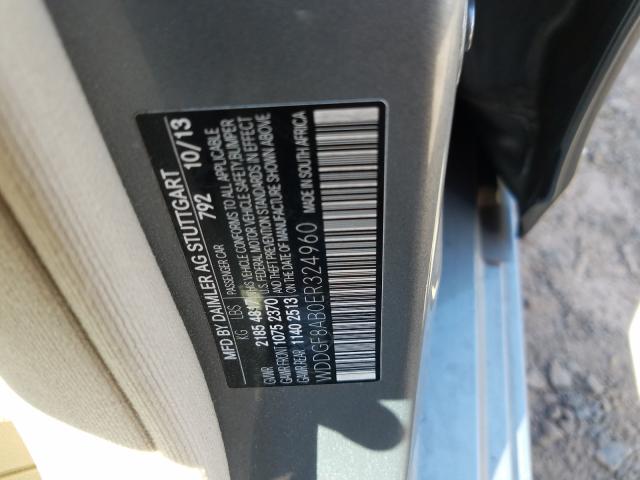 MFD BY DAIMLER AG STUTTGART
PASSENGER CAR 792 10/13
KG LBS THIS VEHICLE CONFORMS TO ALL APPLICABLE
GVWR 2185 U.S. FEDERAL MOTOR VEHICLE SAFETY, BUMPER
GAWR FRONT 1075 2370 AND THEFT PREVENTION STANDARDS IN EFFECT
GAWR REAR 1140 2513 ON THE DATE OF MANUFACTURE SHOWN ABOVE
WDDGF8AB0ER324960 MADE IN SOUTH AFRICA